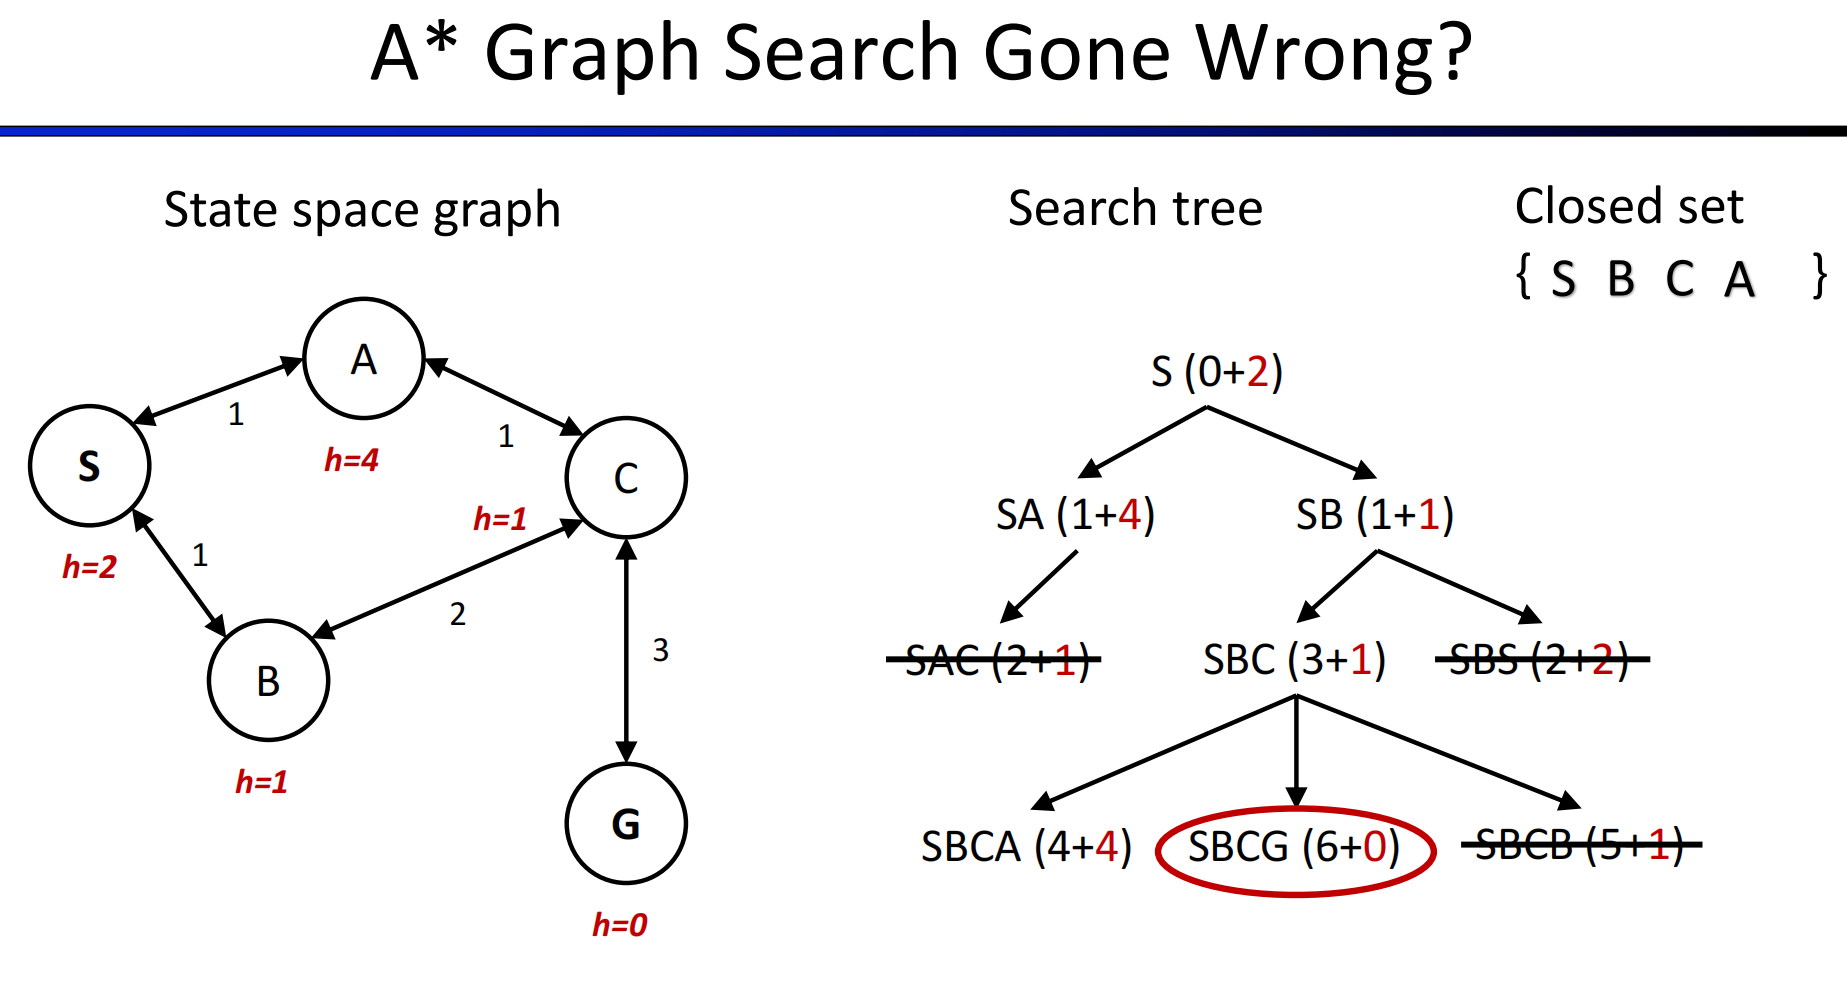 A* Graph Search Gone Wrong?
State space graph
A
1
1
S
h=4
C
h=1
h=2
1
2
B
3
h=1
G
h=0
Search tree
S (0+2)
SA (1+4) SB (1+1)
SAC (2+1) SBC (3+1) SBS (2+2)
SBCA (4+4) SBCG (6+0) SBCB (5+1)
Closed set
{ S B C A }